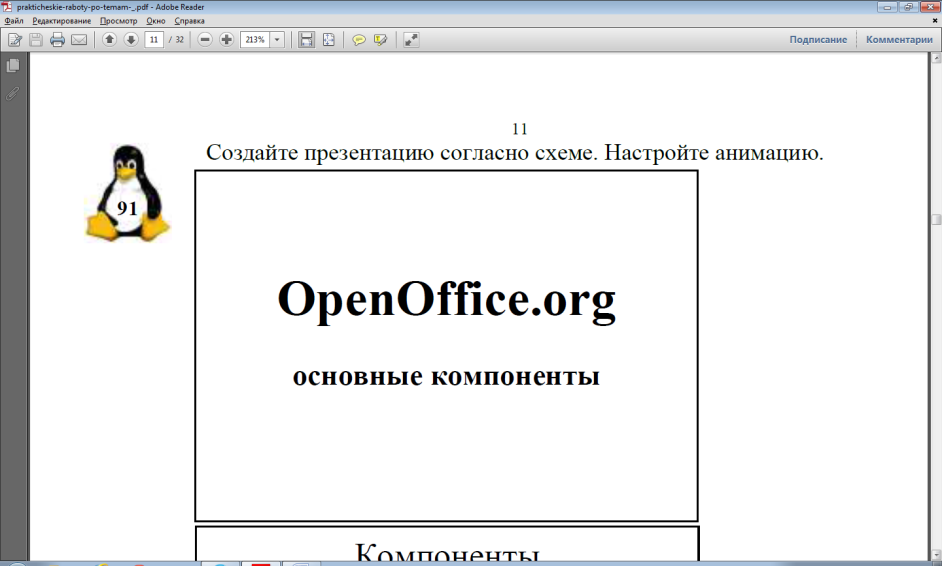 prakticheskie-raboty-po-temam-_.pdf - Adobe Reader
Файл Редактирование Просмотр Окно Справка
11 / 32 213% Подписание Комментарии
11
Создайте презентацию согласно схеме. Настройте анимацию.
91
OpenOffice.org
основные компоненты
Компоненты